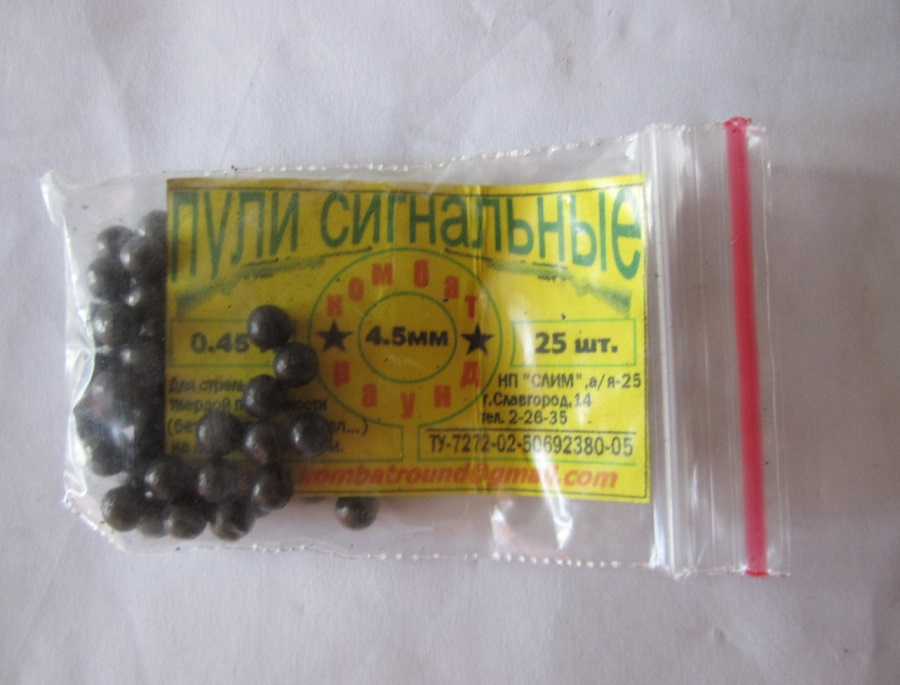 ПУЛИ СИГНАЛЬНЫЕ
КОМБАТ
0.45
4.5мм
25 шт.
РАУНД
Для
твердой
на
НП "СЛИМ",а/я-25
г.Славгород,14
тел. 2-26-35
ТУ-7272-02-50692380-05
kombatround@gmail.com